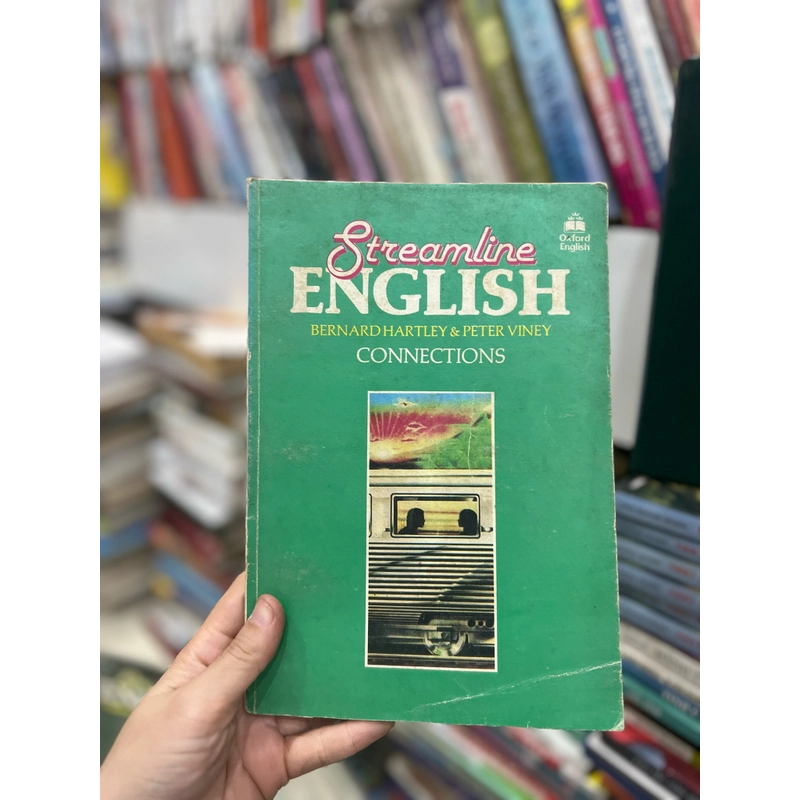 Streamline
ENGLISH
Oxford
English
BERNARD HARTLEY & PETER VINEY
CONNECTIONS